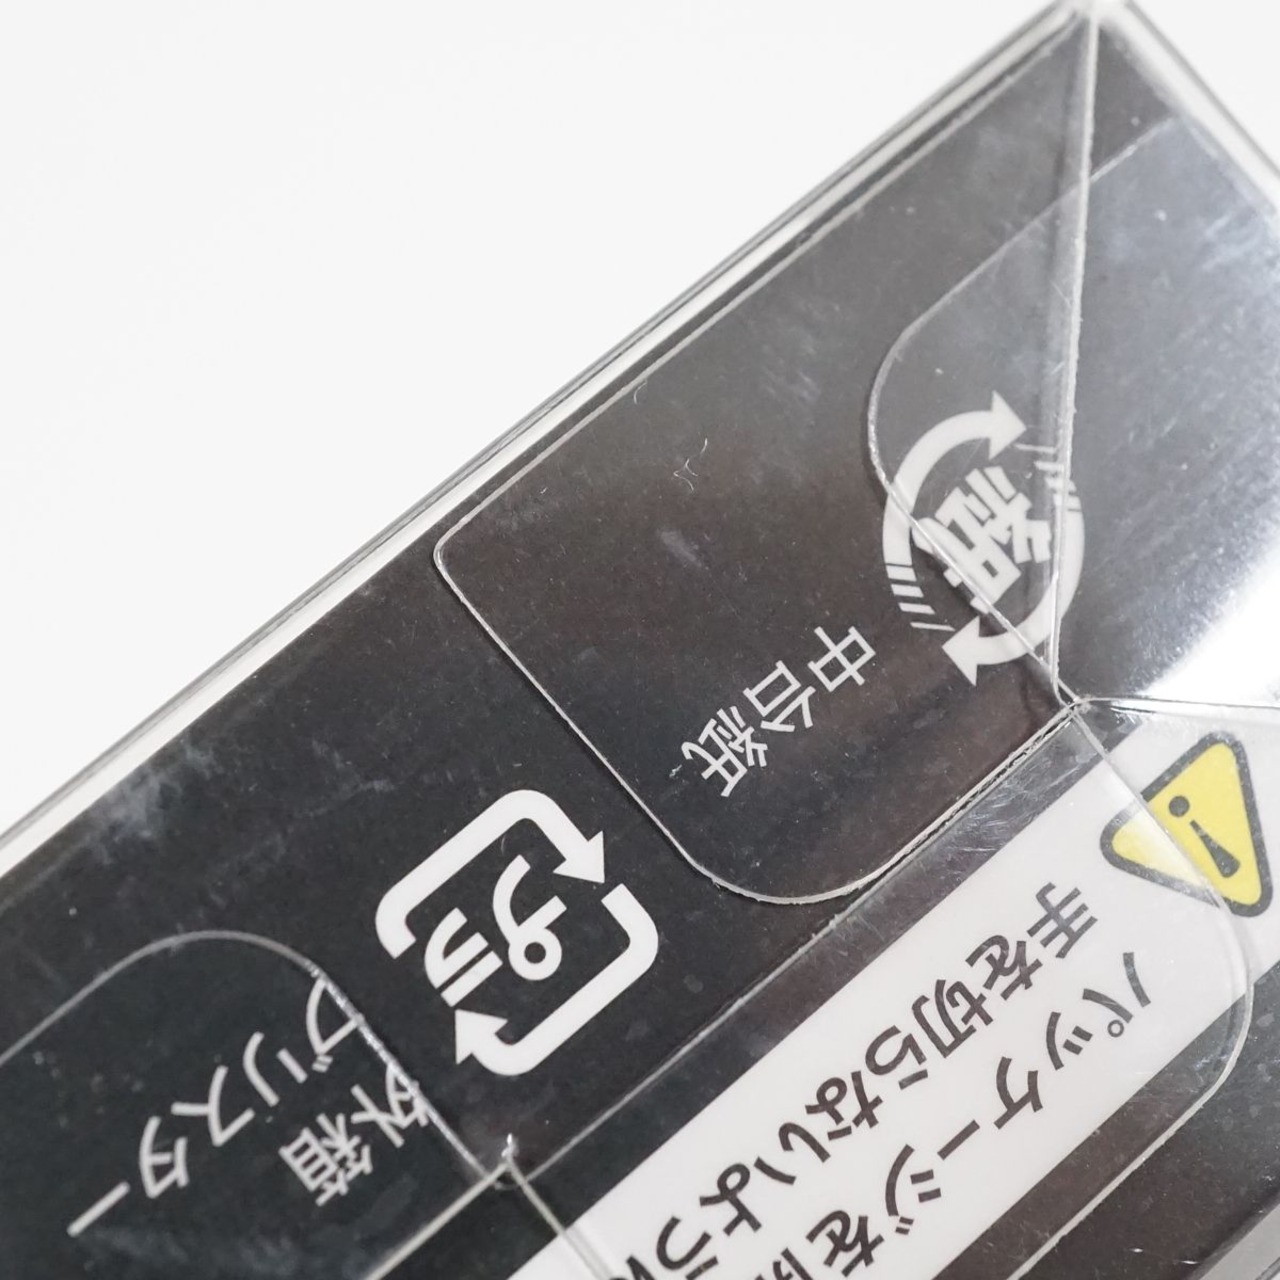 紙
中台紙
プラ
外箱
ブリスター
パッケージを
手を切らないよう